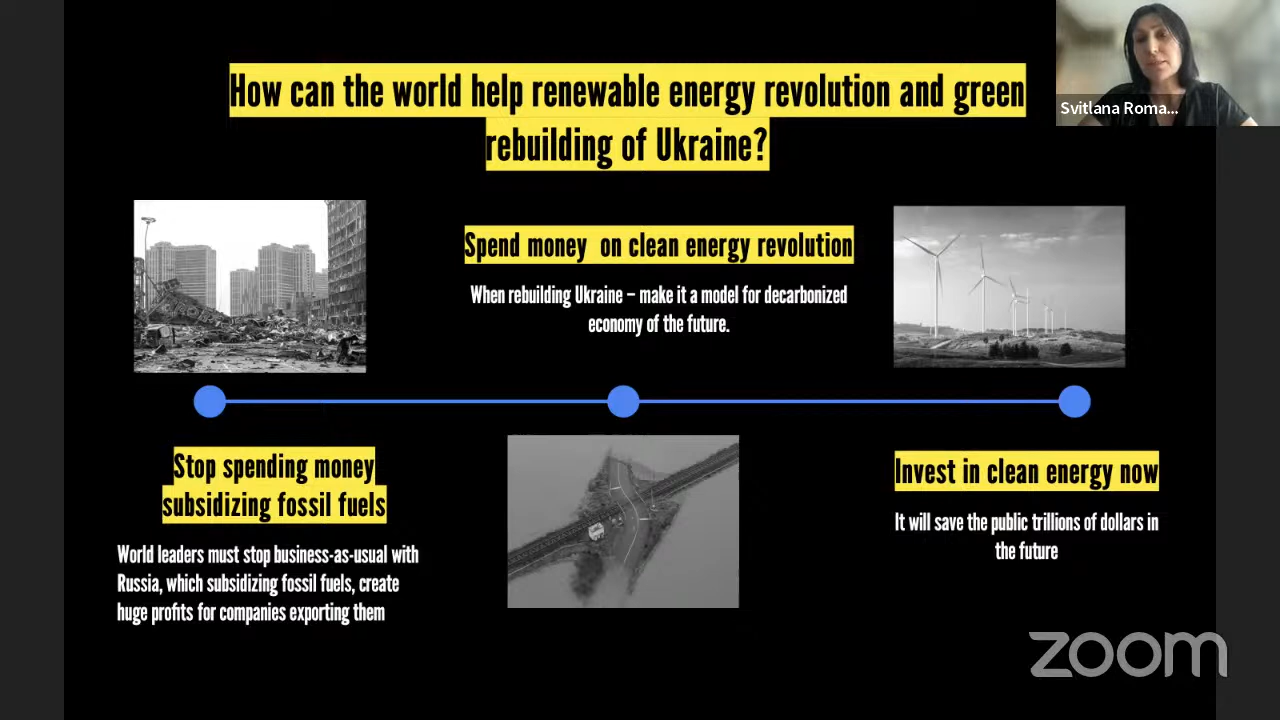 How can the world help renewable energy revolution and green
rebuilding of Ukraine?
Svitlana Roma...
Spend money on clean energy revolution
When rebuilding Ukraine – make it a model for decarbonized
economy of the future.
Stop spending money
subsidizing fossil fuels
World leaders must stop business-as-usual with
Russia, which subsidizing fossil fuels, create
huge profits for companies exporting them
Invest in clean energy now
It will save the public trillions of dollars in
the future
zoom